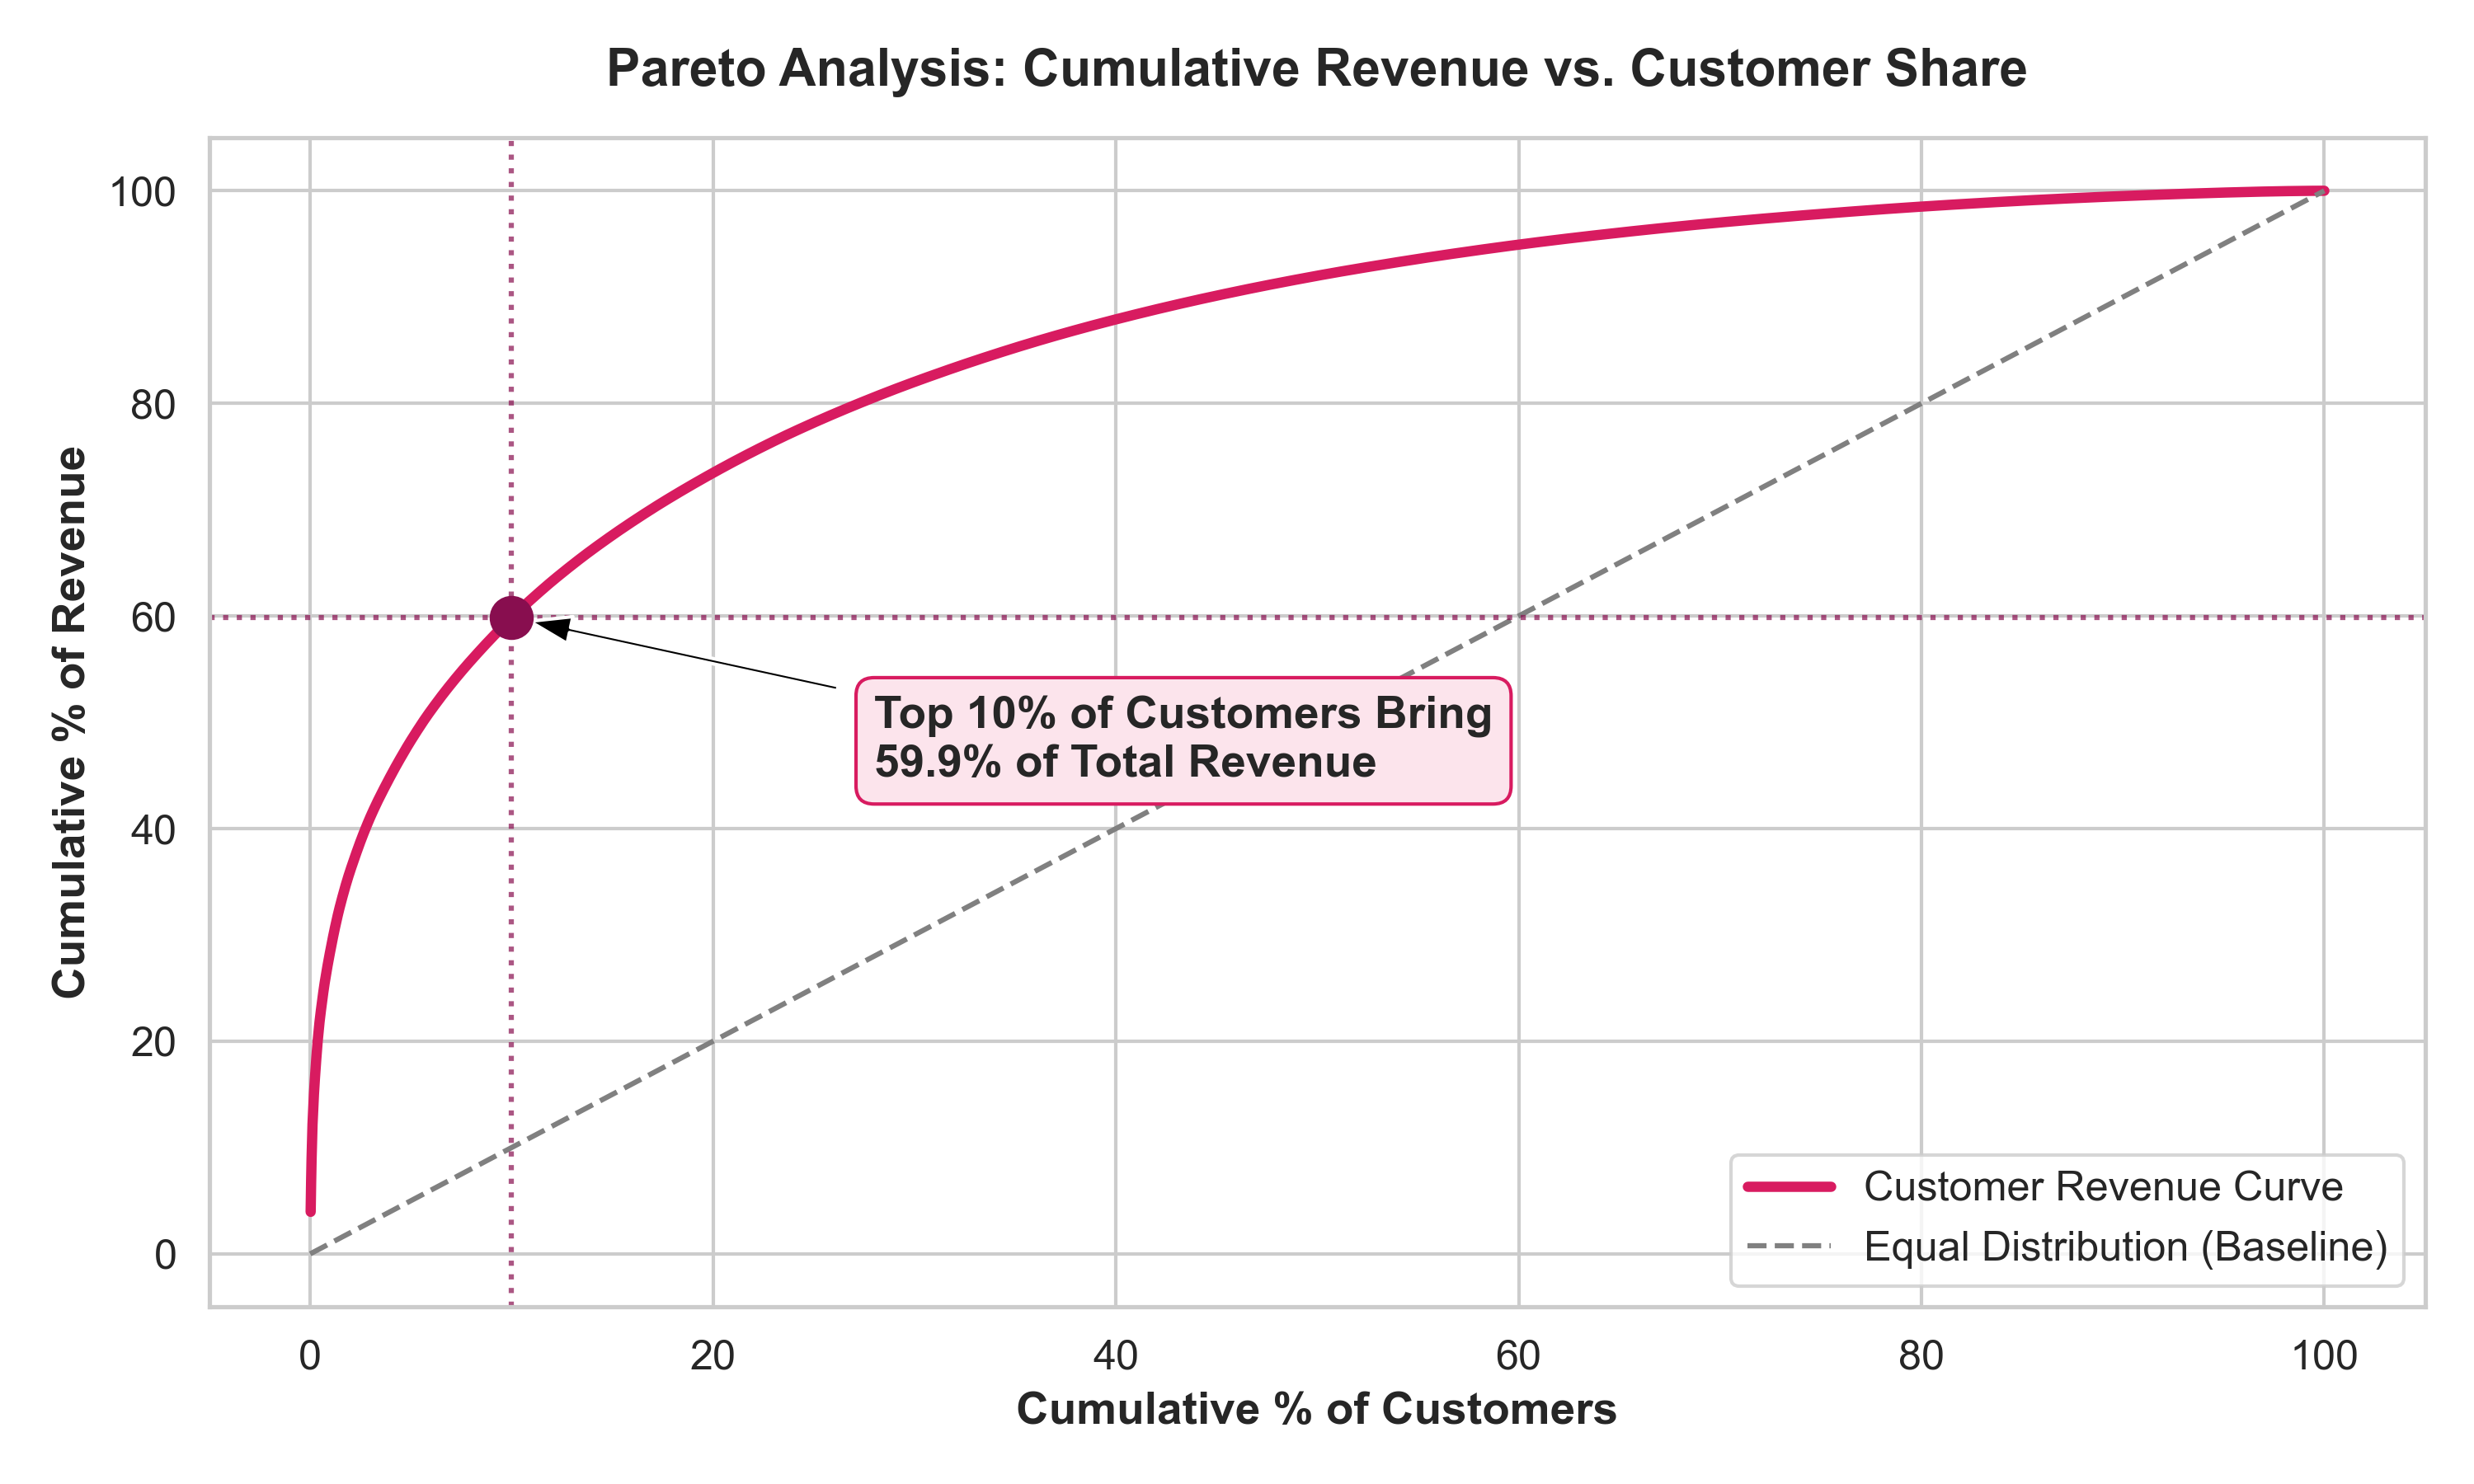 Pareto Analysis: Cumulative Revenue vs. Customer Share
Cumulative % of Revenue
100
80
60
40
20
0
Top 10% of Customers Bring
59.9% of Total Revenue
Customer Revenue Curve
Equal Distribution (Baseline)
0 20 40 60 80 100
Cumulative % of Customers